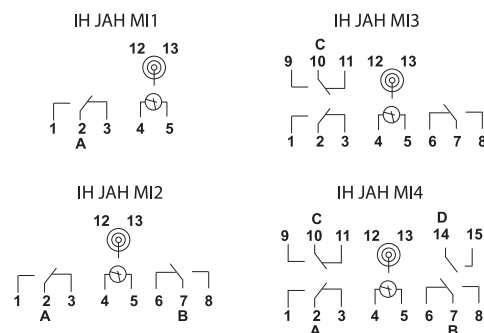 IH JAH MI1
12 13
1 2 3 4 5
A
IH JAH MI3
C
9 10 11 12 13
1 2 3 4 5 6 7 8
IH JAH MI2
12 13
1 2 3 4 5 6 7 8
A B
IH JAH MI4
C D
9 10 11 12 13 14 15
1 2 3 4 5 6 7 8
A B